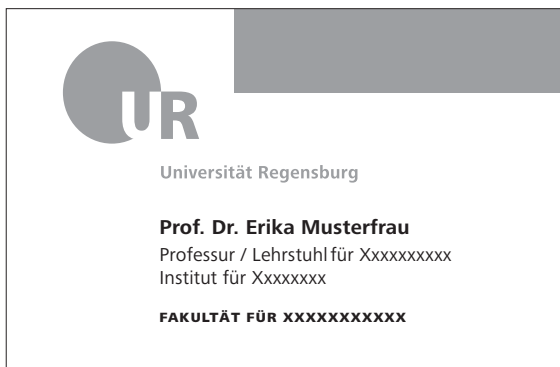 UR
Universität Regensburg
Prof. Dr. Erika Musterfrau
Professur / Lehrstuhl für Xxxxxxxxxx
Institut für Xxxxxxxx
FAKULTÄT FÜR XXXXXXXXXXX